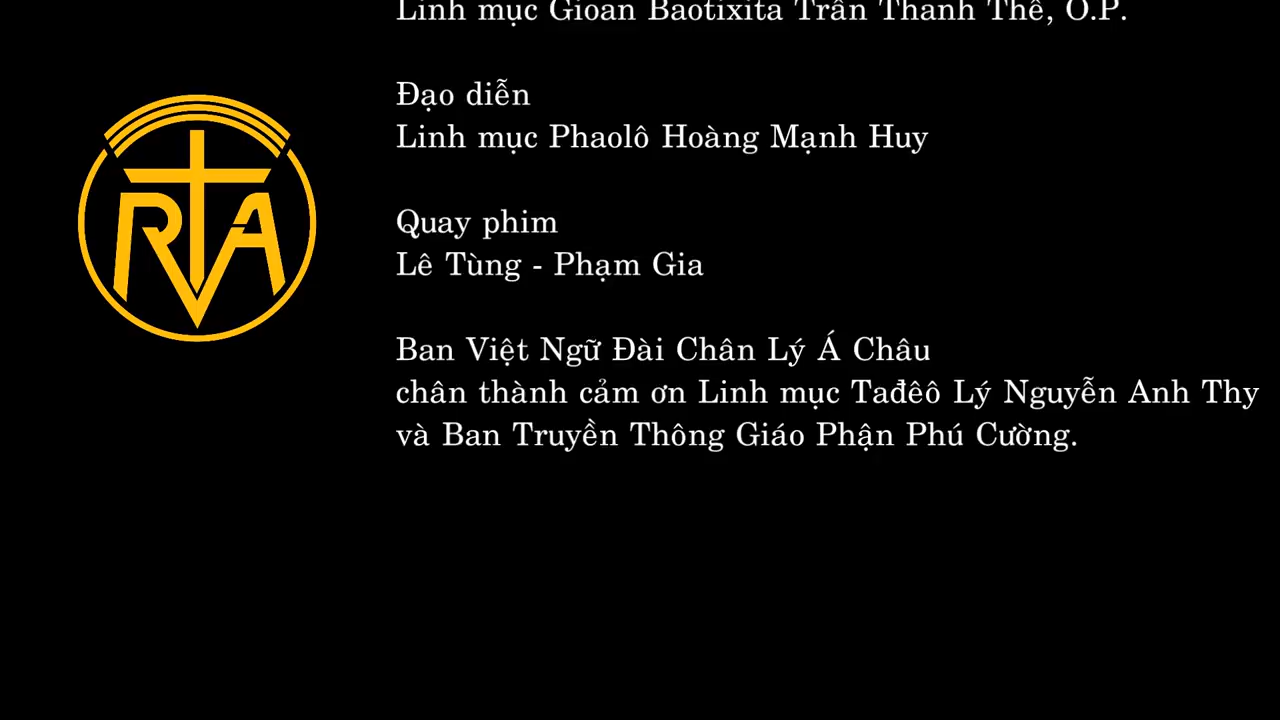 Linh mục Gioan Baotixita Trần Thanh Thế, O.P.
Đạo diễn
Linh mục Phaolô Hoàng Mạnh Huy
Quay phim
Lê Tùng - Phạm Gia
Ban Việt Ngữ Đài Chân Lý Á Châu
chân thành cảm ơn Linh mục Tađêô Lý Nguyễn Anh Thy
và Ban Truyền Thông Giáo Phận Phú Cường.
RVA